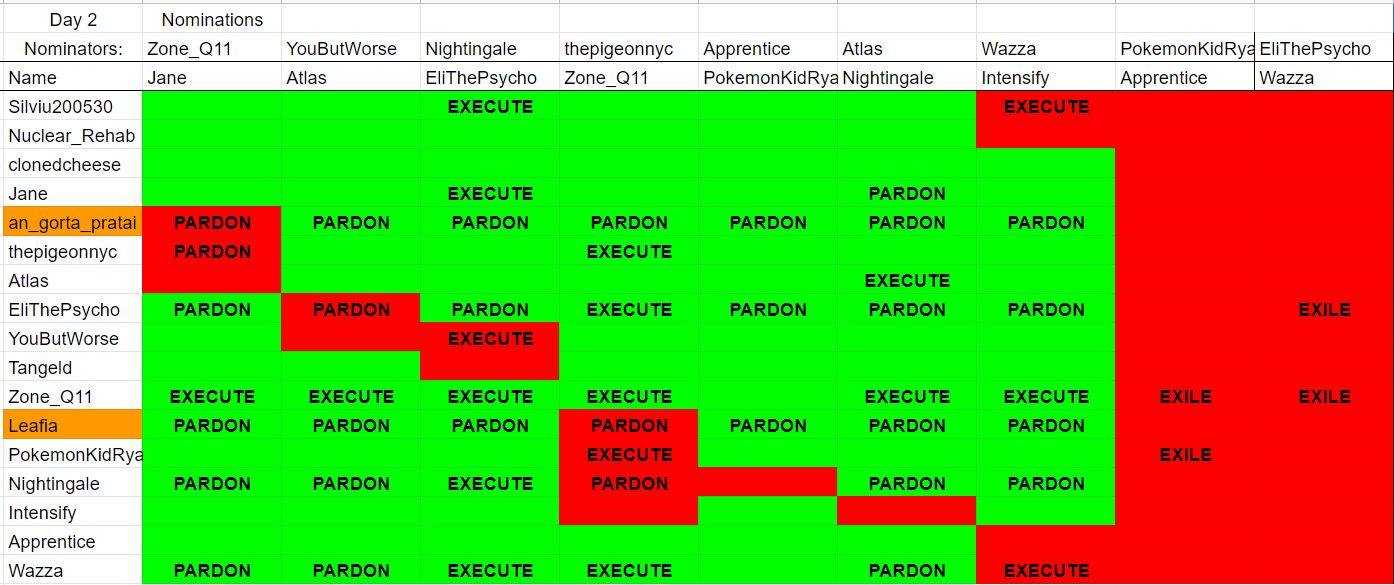 Day 2 Nominations
Nominators: Zone_Q11 YouButWorse Nightingale thepigeonnyc Apprentice Atlas Wazza PokemonKidRya EliThePsycho
Name Jane Atlas EliThePsycho Zone_Q11 PokemonKidRya Nightingale Intensify Apprentice Wazza
Silviu200530 EXECUTE EXECUTE
Nuclear_Rehab
clonedcheese
Jane EXECUTE PARDON
an_gorta_pratai PARDON PARDON PARDON PARDON PARDON PARDON PARDON
thepigeonnyc PARDON EXECUTE
Atlas EXECUTE
EliThePsycho PARDON PARDON PARDON EXECUTE PARDON PARDON PARDON EXILE
YouButWorse EXECUTE
Tangeld
Zone_Q11 EXECUTE EXECUTE EXECUTE EXECUTE EXECUTE EXECUTE EXILE EXILE
Leafia PARDON PARDON PARDON PARDON PARDON PARDON PARDON
PokemonKidRya EXECUTE EXILE
Nightingale PARDON PARDON EXECUTE PARDON PARDON PARDON
Intensify
Apprentice
Wazza PARDON PARDON EXECUTE EXECUTE PARDON EXECUTE